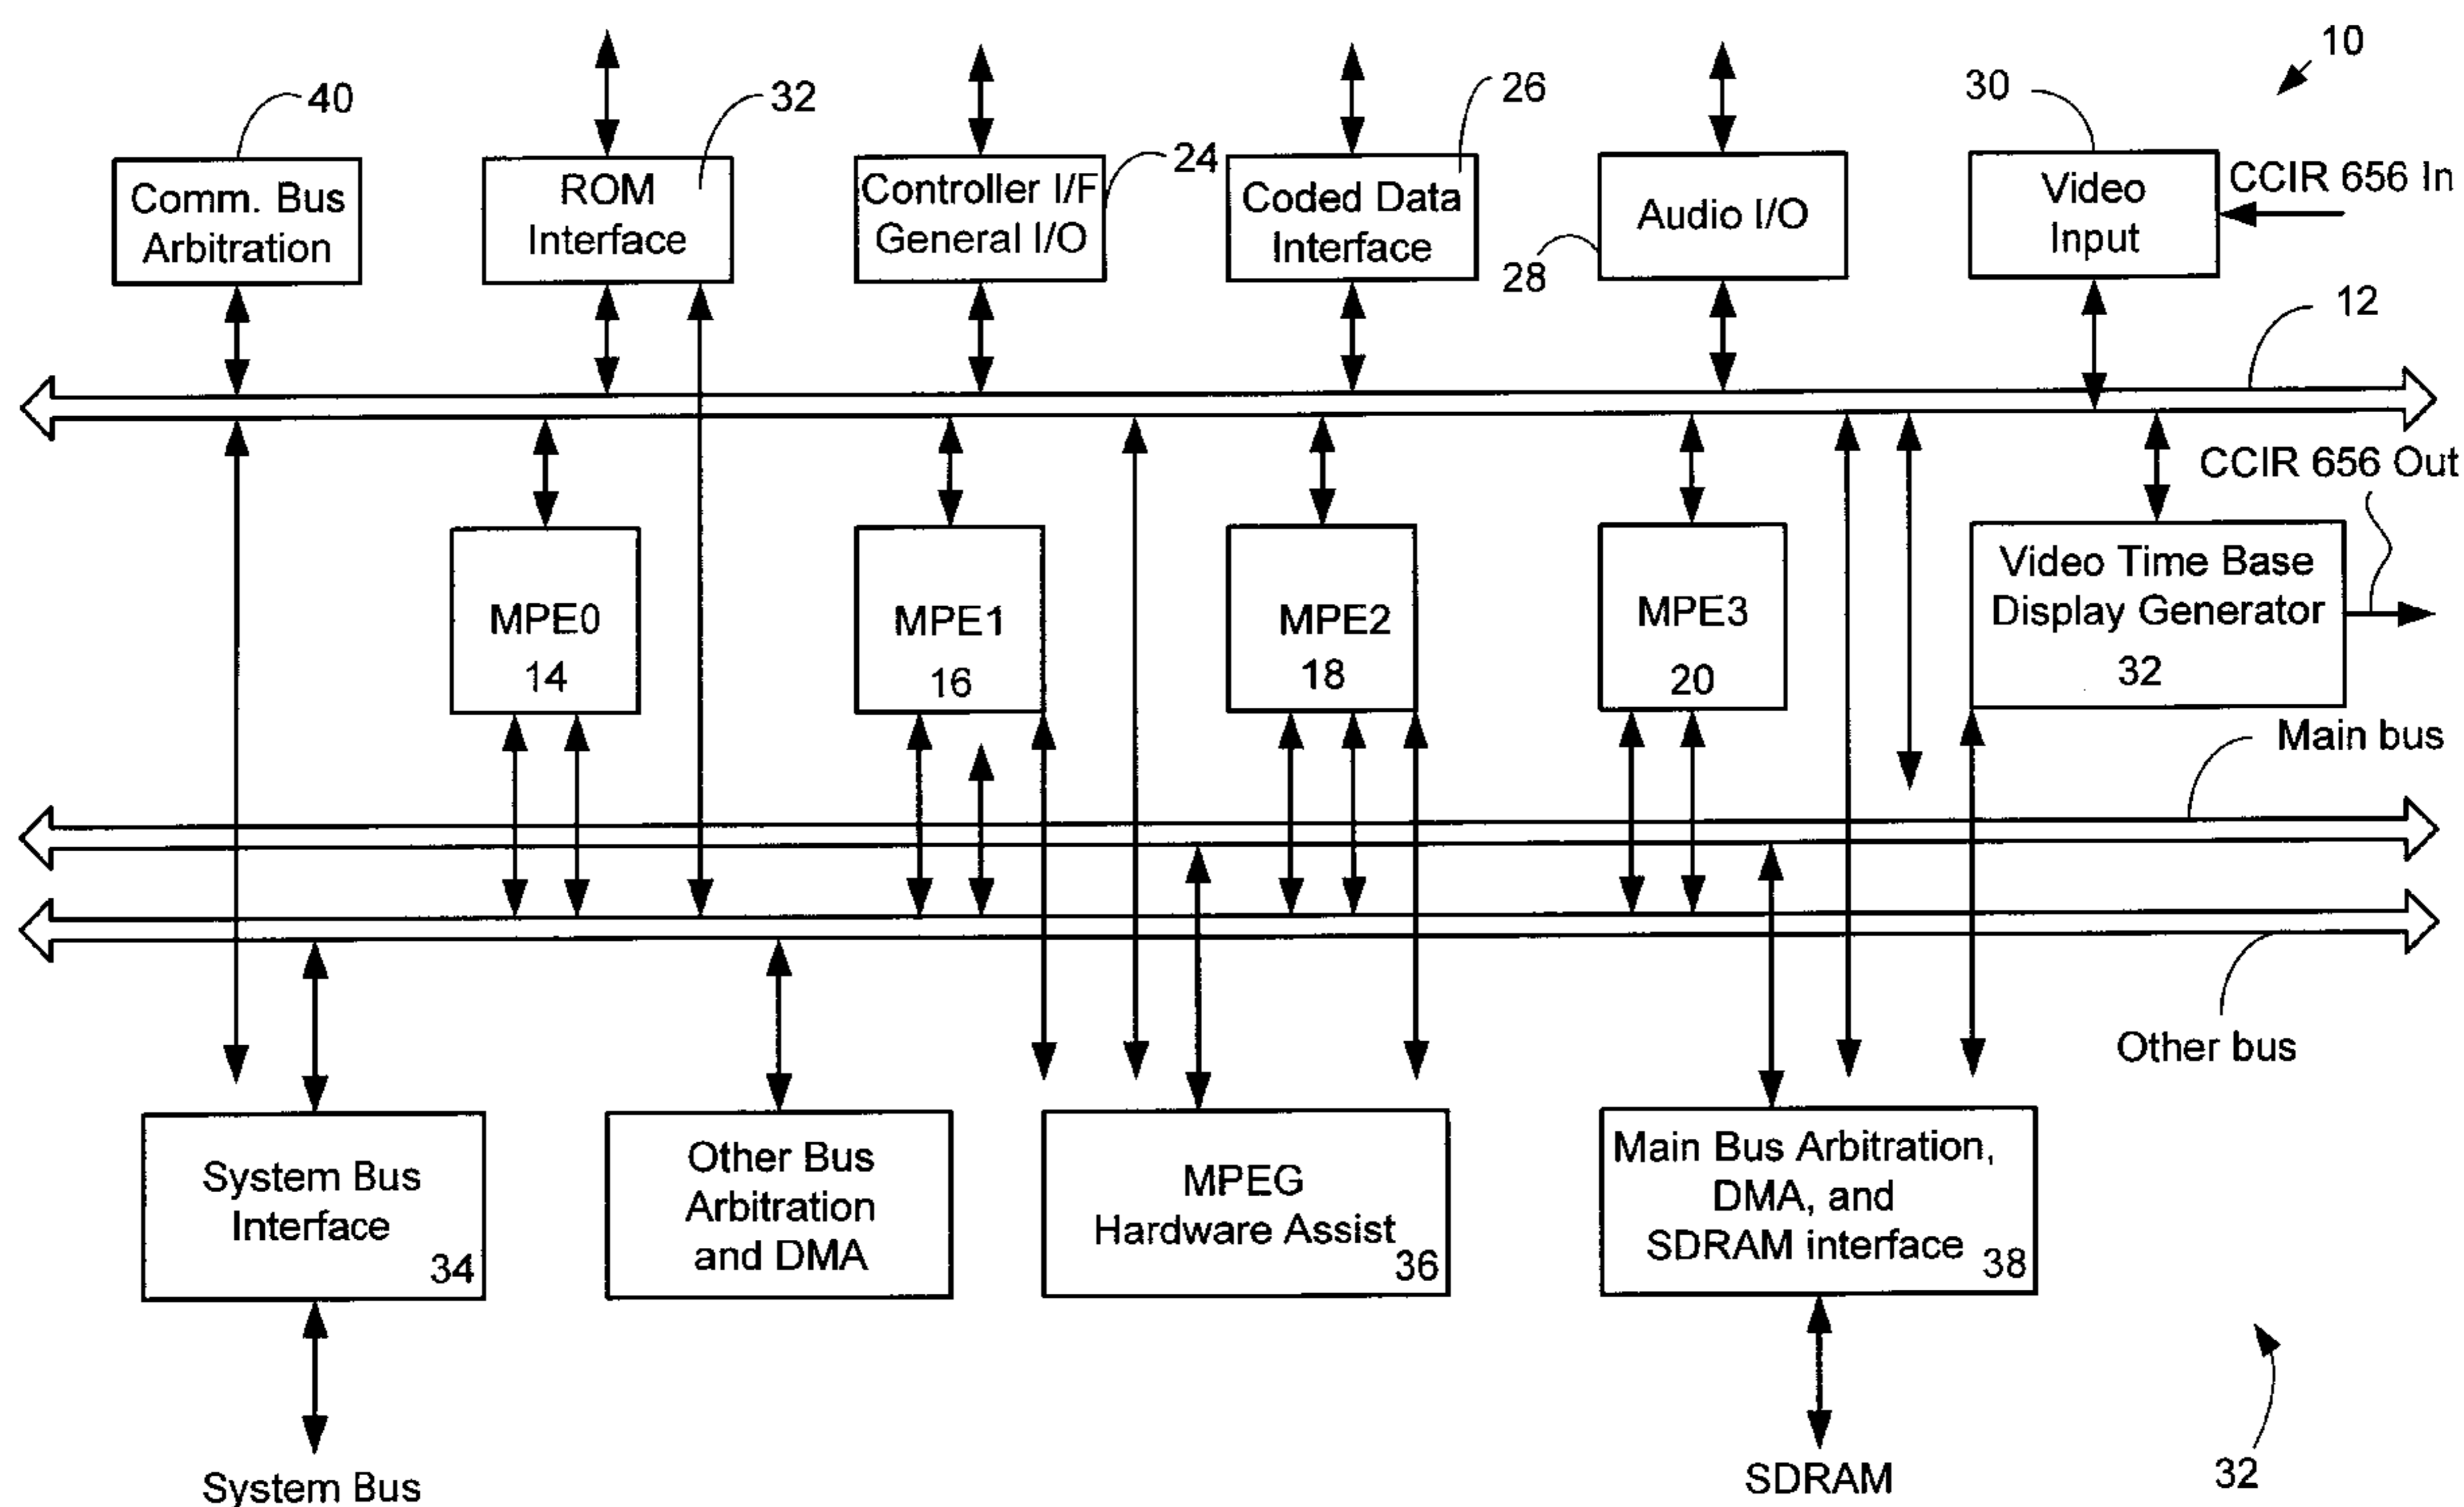 10
40
32
24
26
28
30
Comm. Bus
Arbitration
ROM
Interface
Controller I/F
General I/O
Coded Data
Interface
Audio I/O
Video
Input
CCIR 656 In
12
CCIR 656 Out
MPE0
14
MPE1
16
MPE2
18
MPE3
20
Video Time Base
Display Generator
32
Main bus
Other bus
System Bus
Interface
34
Other Bus
Arbitration
and DMA
MPEG
Hardware Assist
36
Main Bus Arbitration,
DMA, and
SDRAM interface
38
System Bus
SDRAM
32